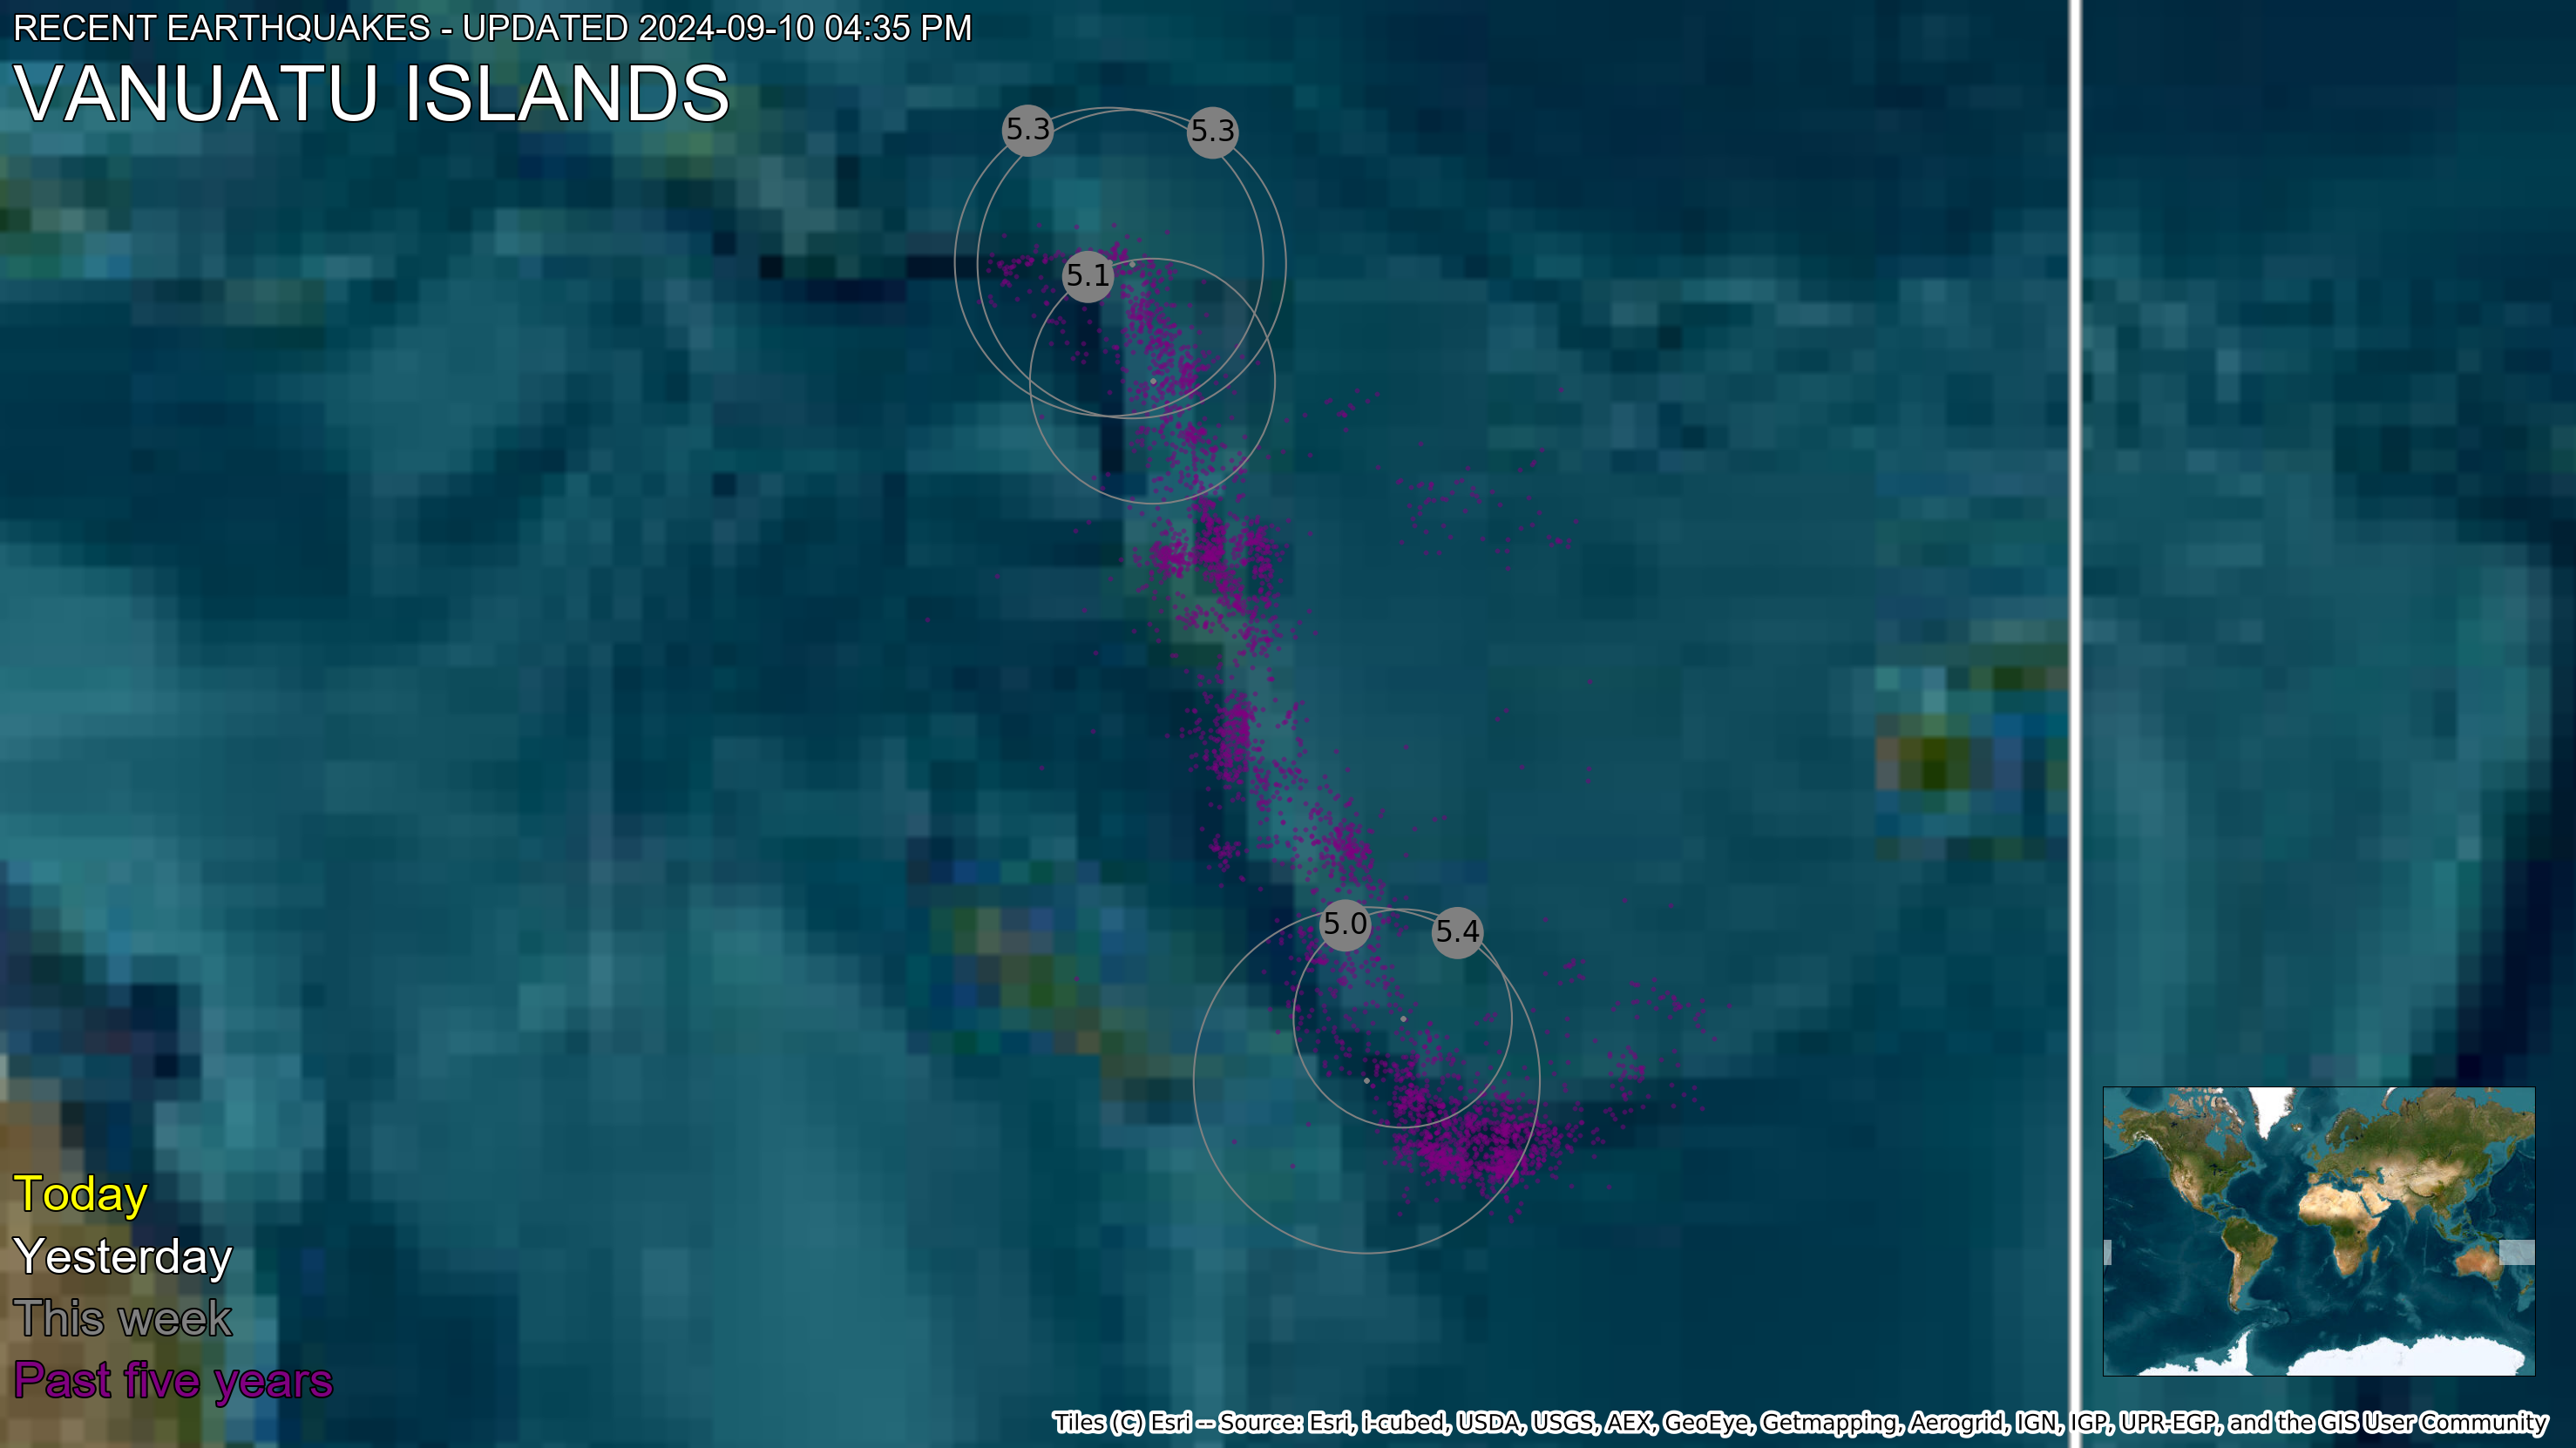 RECENT EARTHQUAKES - UPDATED 2024-09-10 04:35 PM
VANUATU ISLANDS
5.3
5.3
5.1
5.0
5.4
Today
Yesterday
This week
Past five years
Tiles (C) Esri -- Source: Esri, i-cubed, USDA, USGS, AEX, GeoEye, Getmapping, Aerogrid, IGN, IGP, UPR-EGP, and the GIS User Community